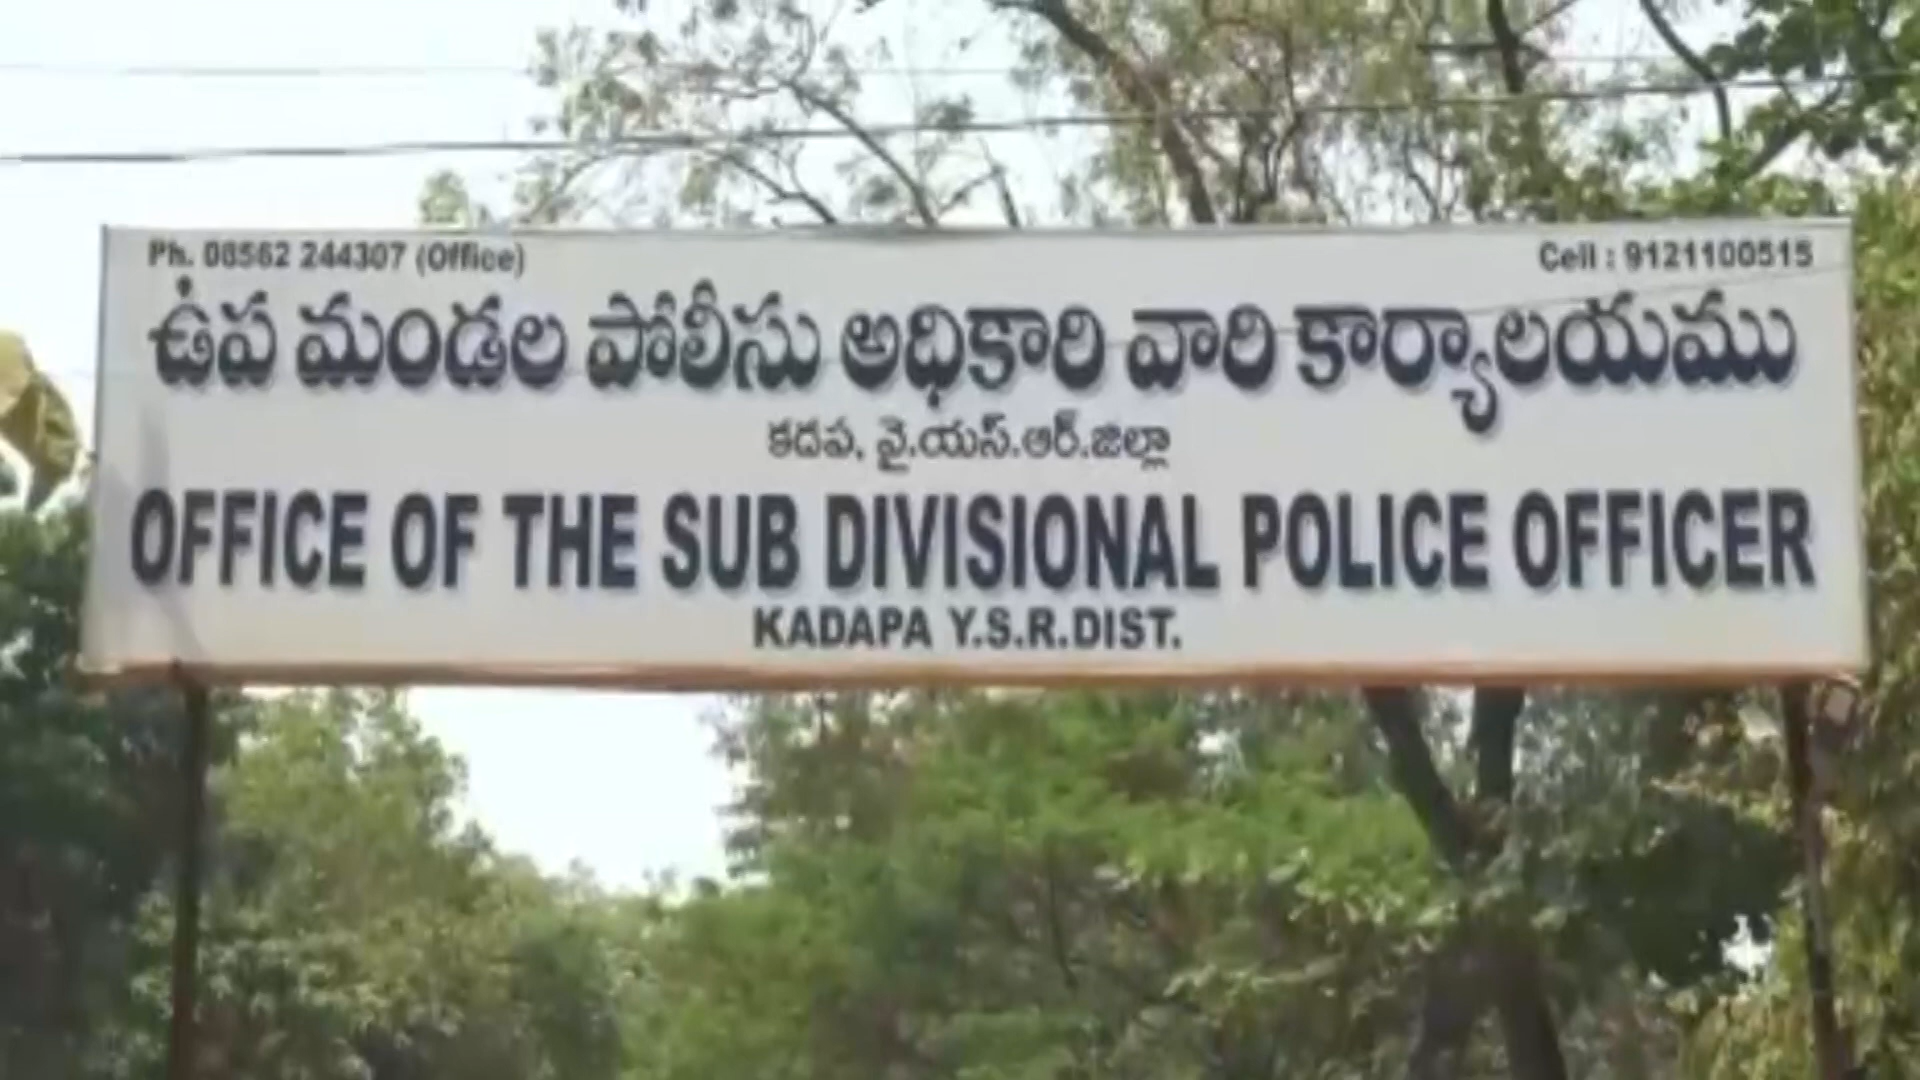 Ph. 08562 244307 (Office) Cell : 9121100515
ఉప మండల పోలీసు అధికారి వారి కార్యాలయము
కదప, వై.యస్.ఆర్.జిల్లా
OFFICE OF THE SUB DIVISIONAL POLICE OFFICER
KADAPA Y.S.R.DIST.